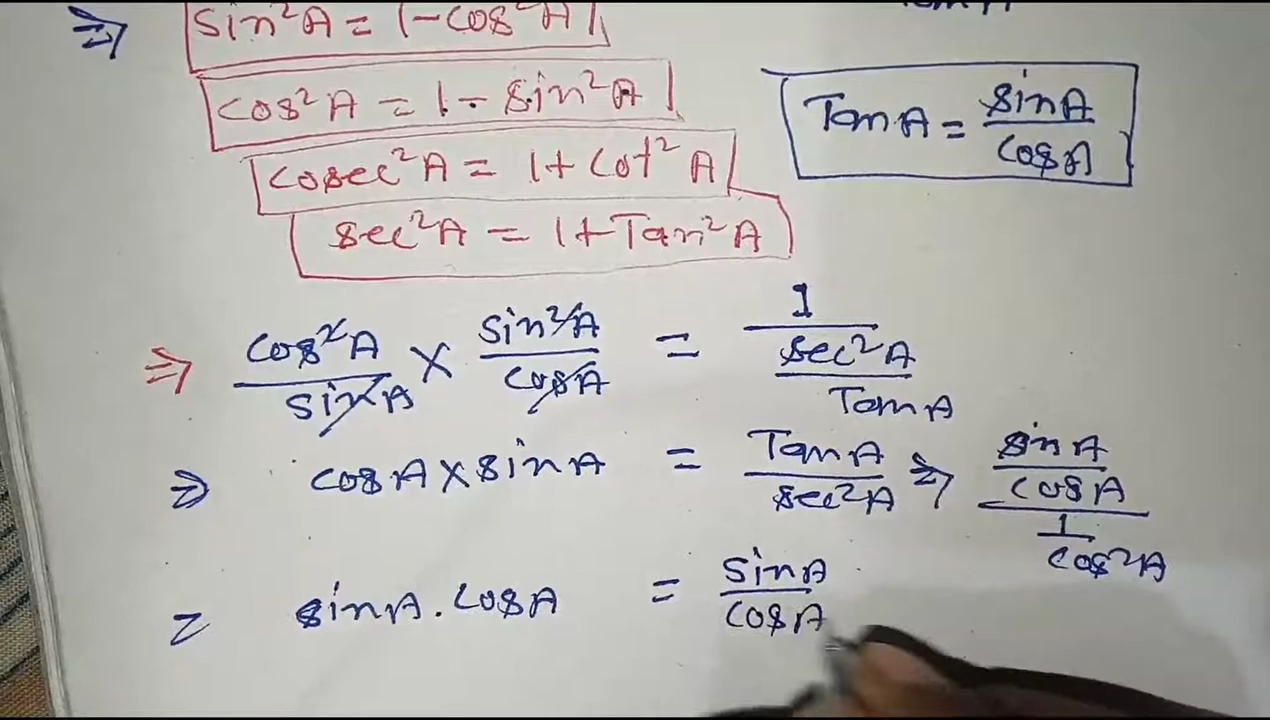 ⇒ sin²A = 1-cos²A
cos²A = 1 - sin²A
TanA = sinA/cosA
cosec²A = 1+cot²A
sec²A = 1+Tan²A
⇒ cos²A/sinA × sin²A/cosA = 1/(sec²A/TanA)
⇒ cosA × sinA = TanA/sec²A ⇒ (sinA/cosA)/(1/cos²A)
= sinA.cosA = sinA/cosA